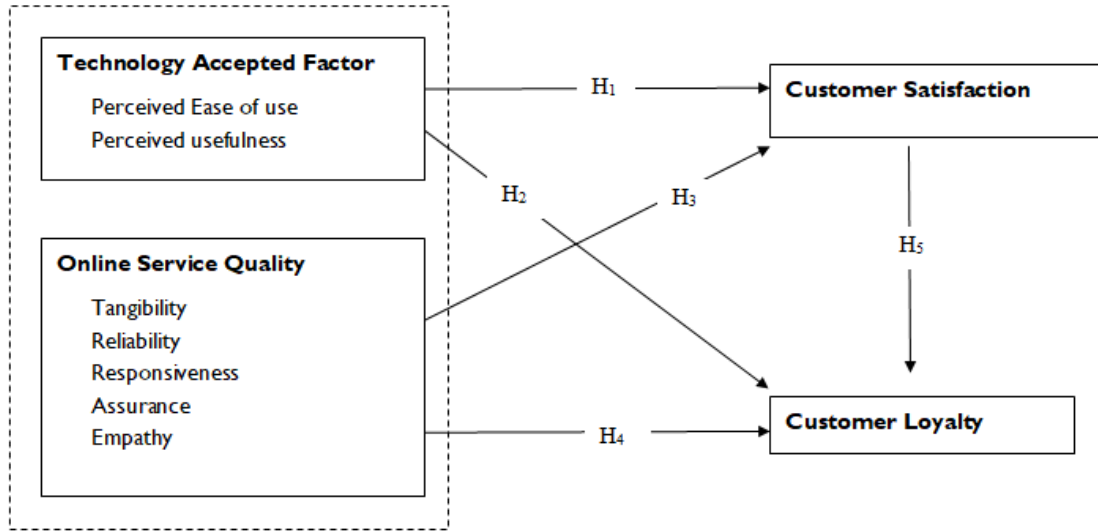 Technology Accepted Factor
Perceived Ease of use
Perceived usefulness
Online Service Quality
Tangibility
Reliability
Responsiveness
Assurance
Empathy
H₁
H₂
H₃
H₄
Customer Satisfaction
H₅
Customer Loyalty